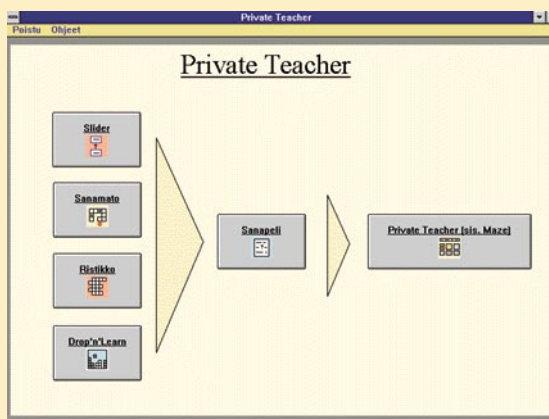 Private Teacher
Poistu Ohjeet
Private Teacher
Slider
Sanamato
Ristikko
Drop'n'Learn
Sanapeli
Private Teacher (sis. Maze)